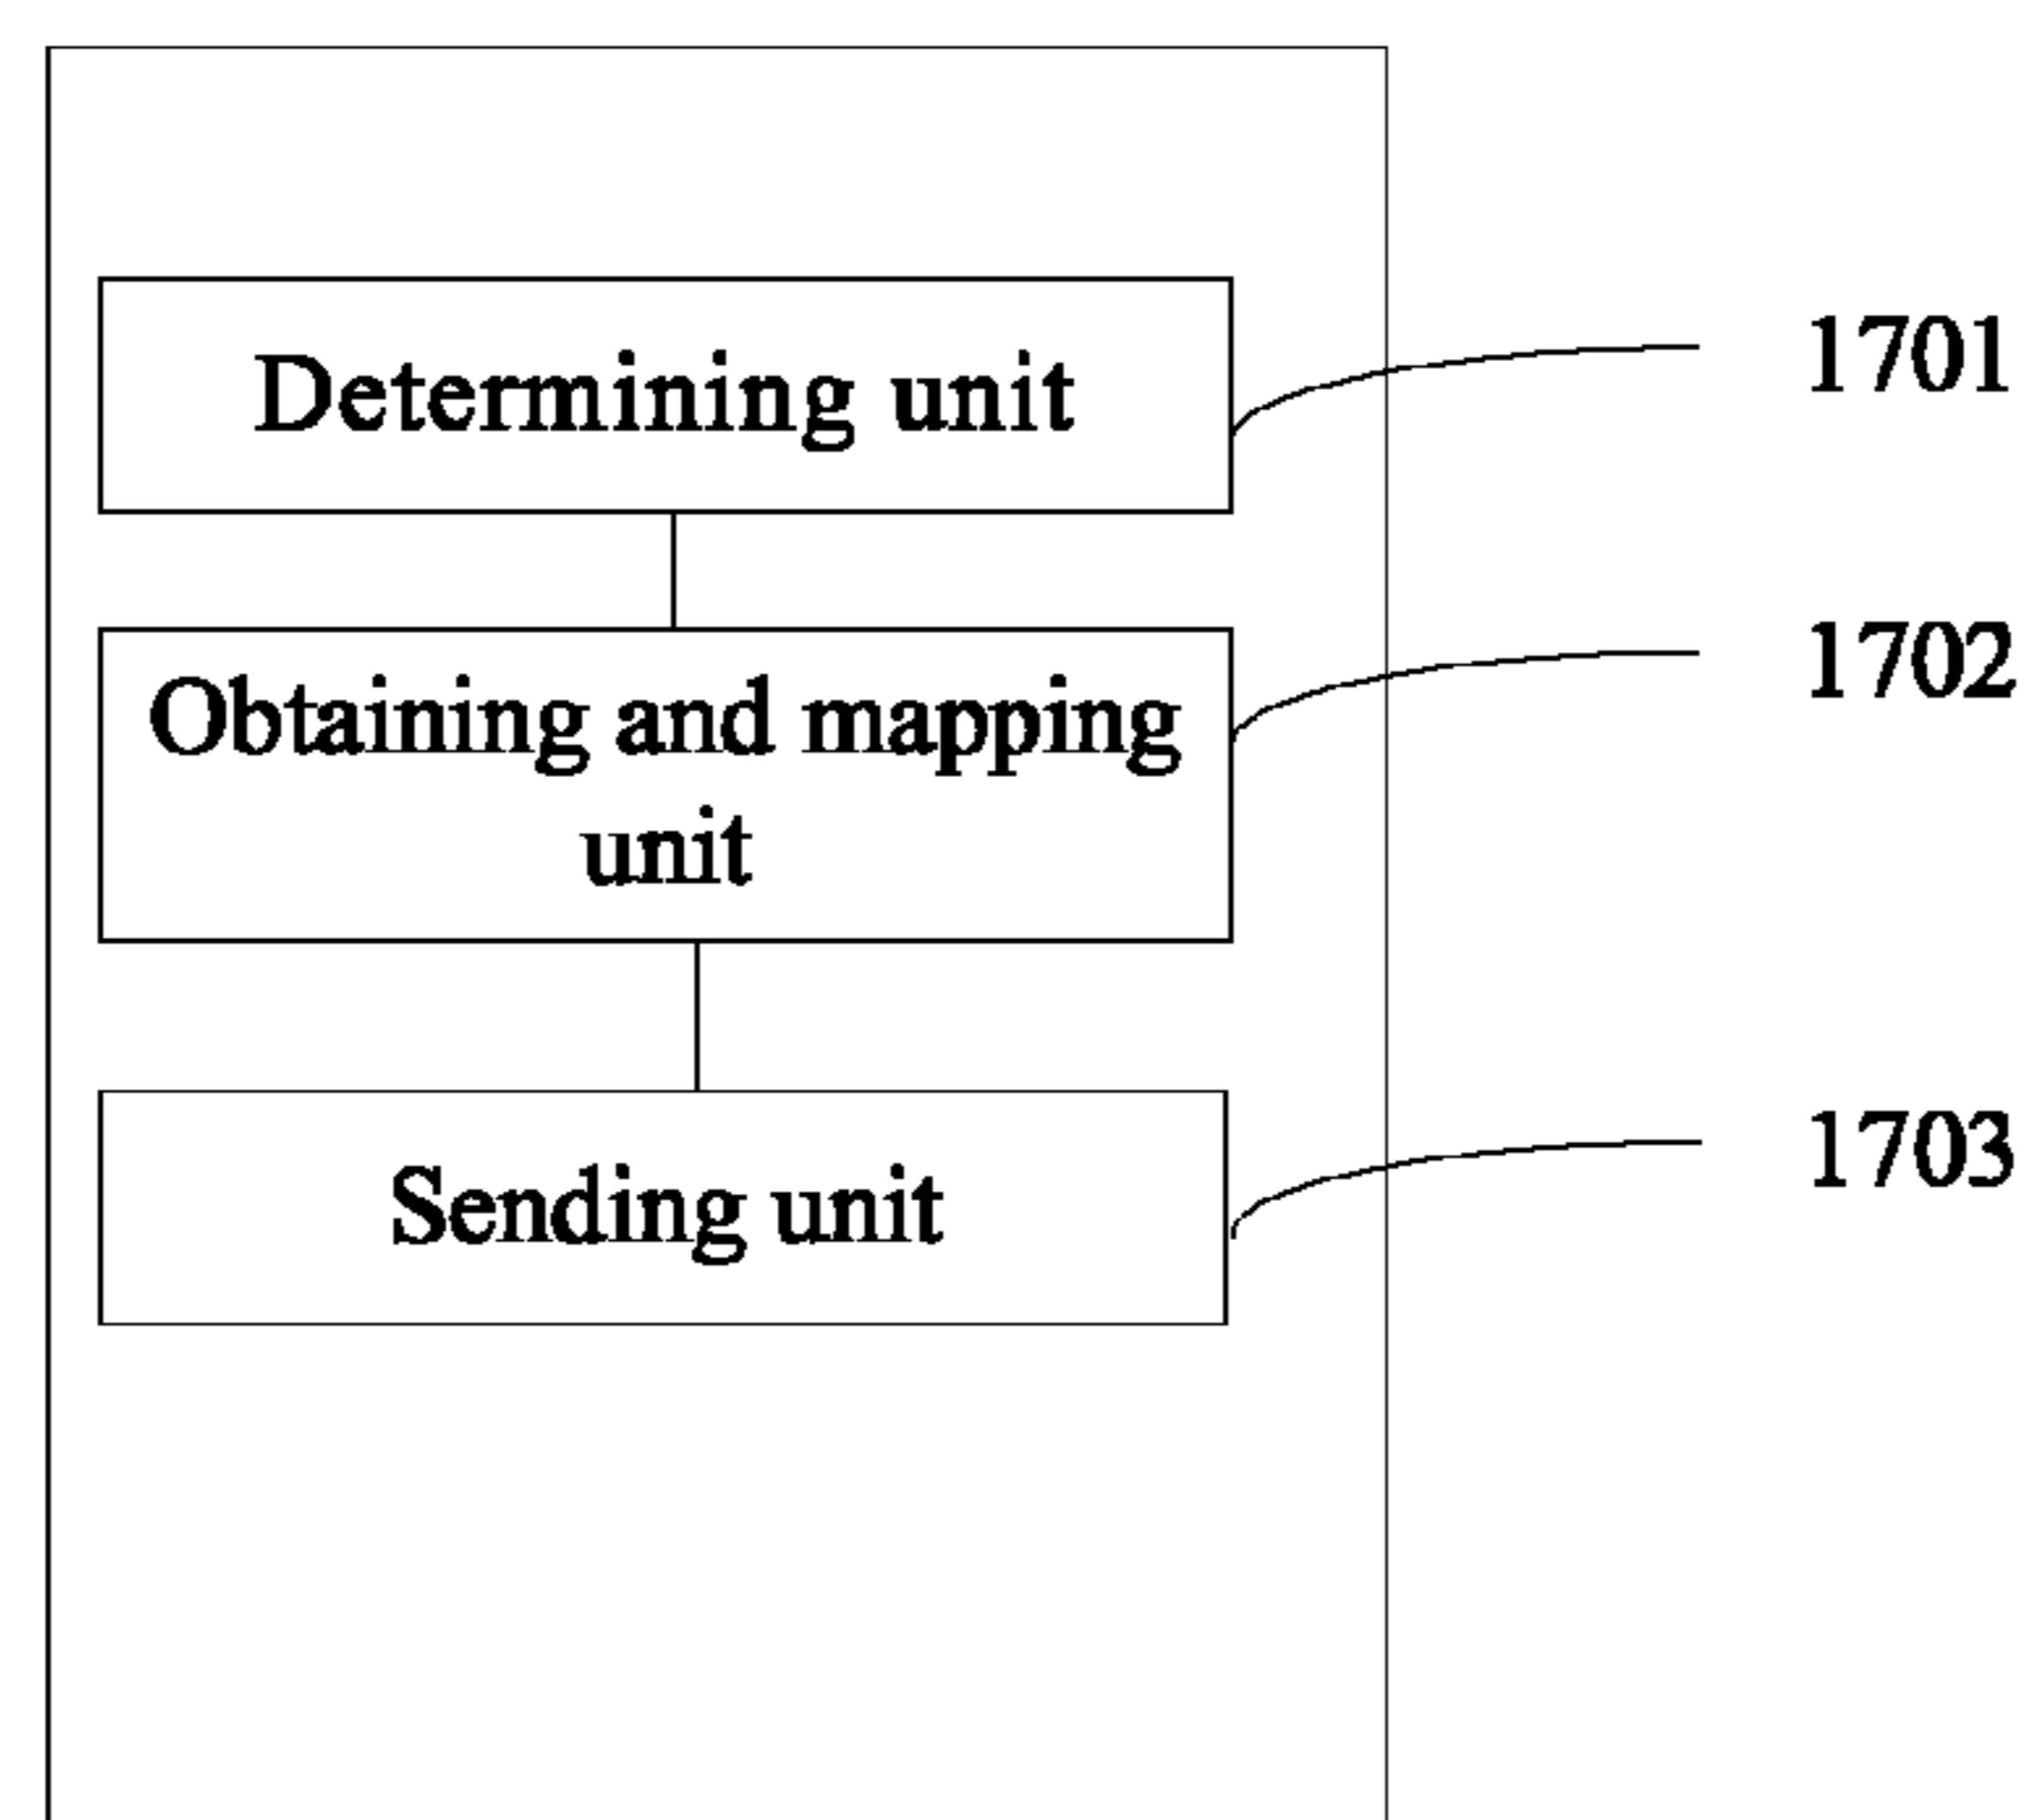 Determining unit
1701
Obtaining and mapping
unit
1702
Sending unit
1703